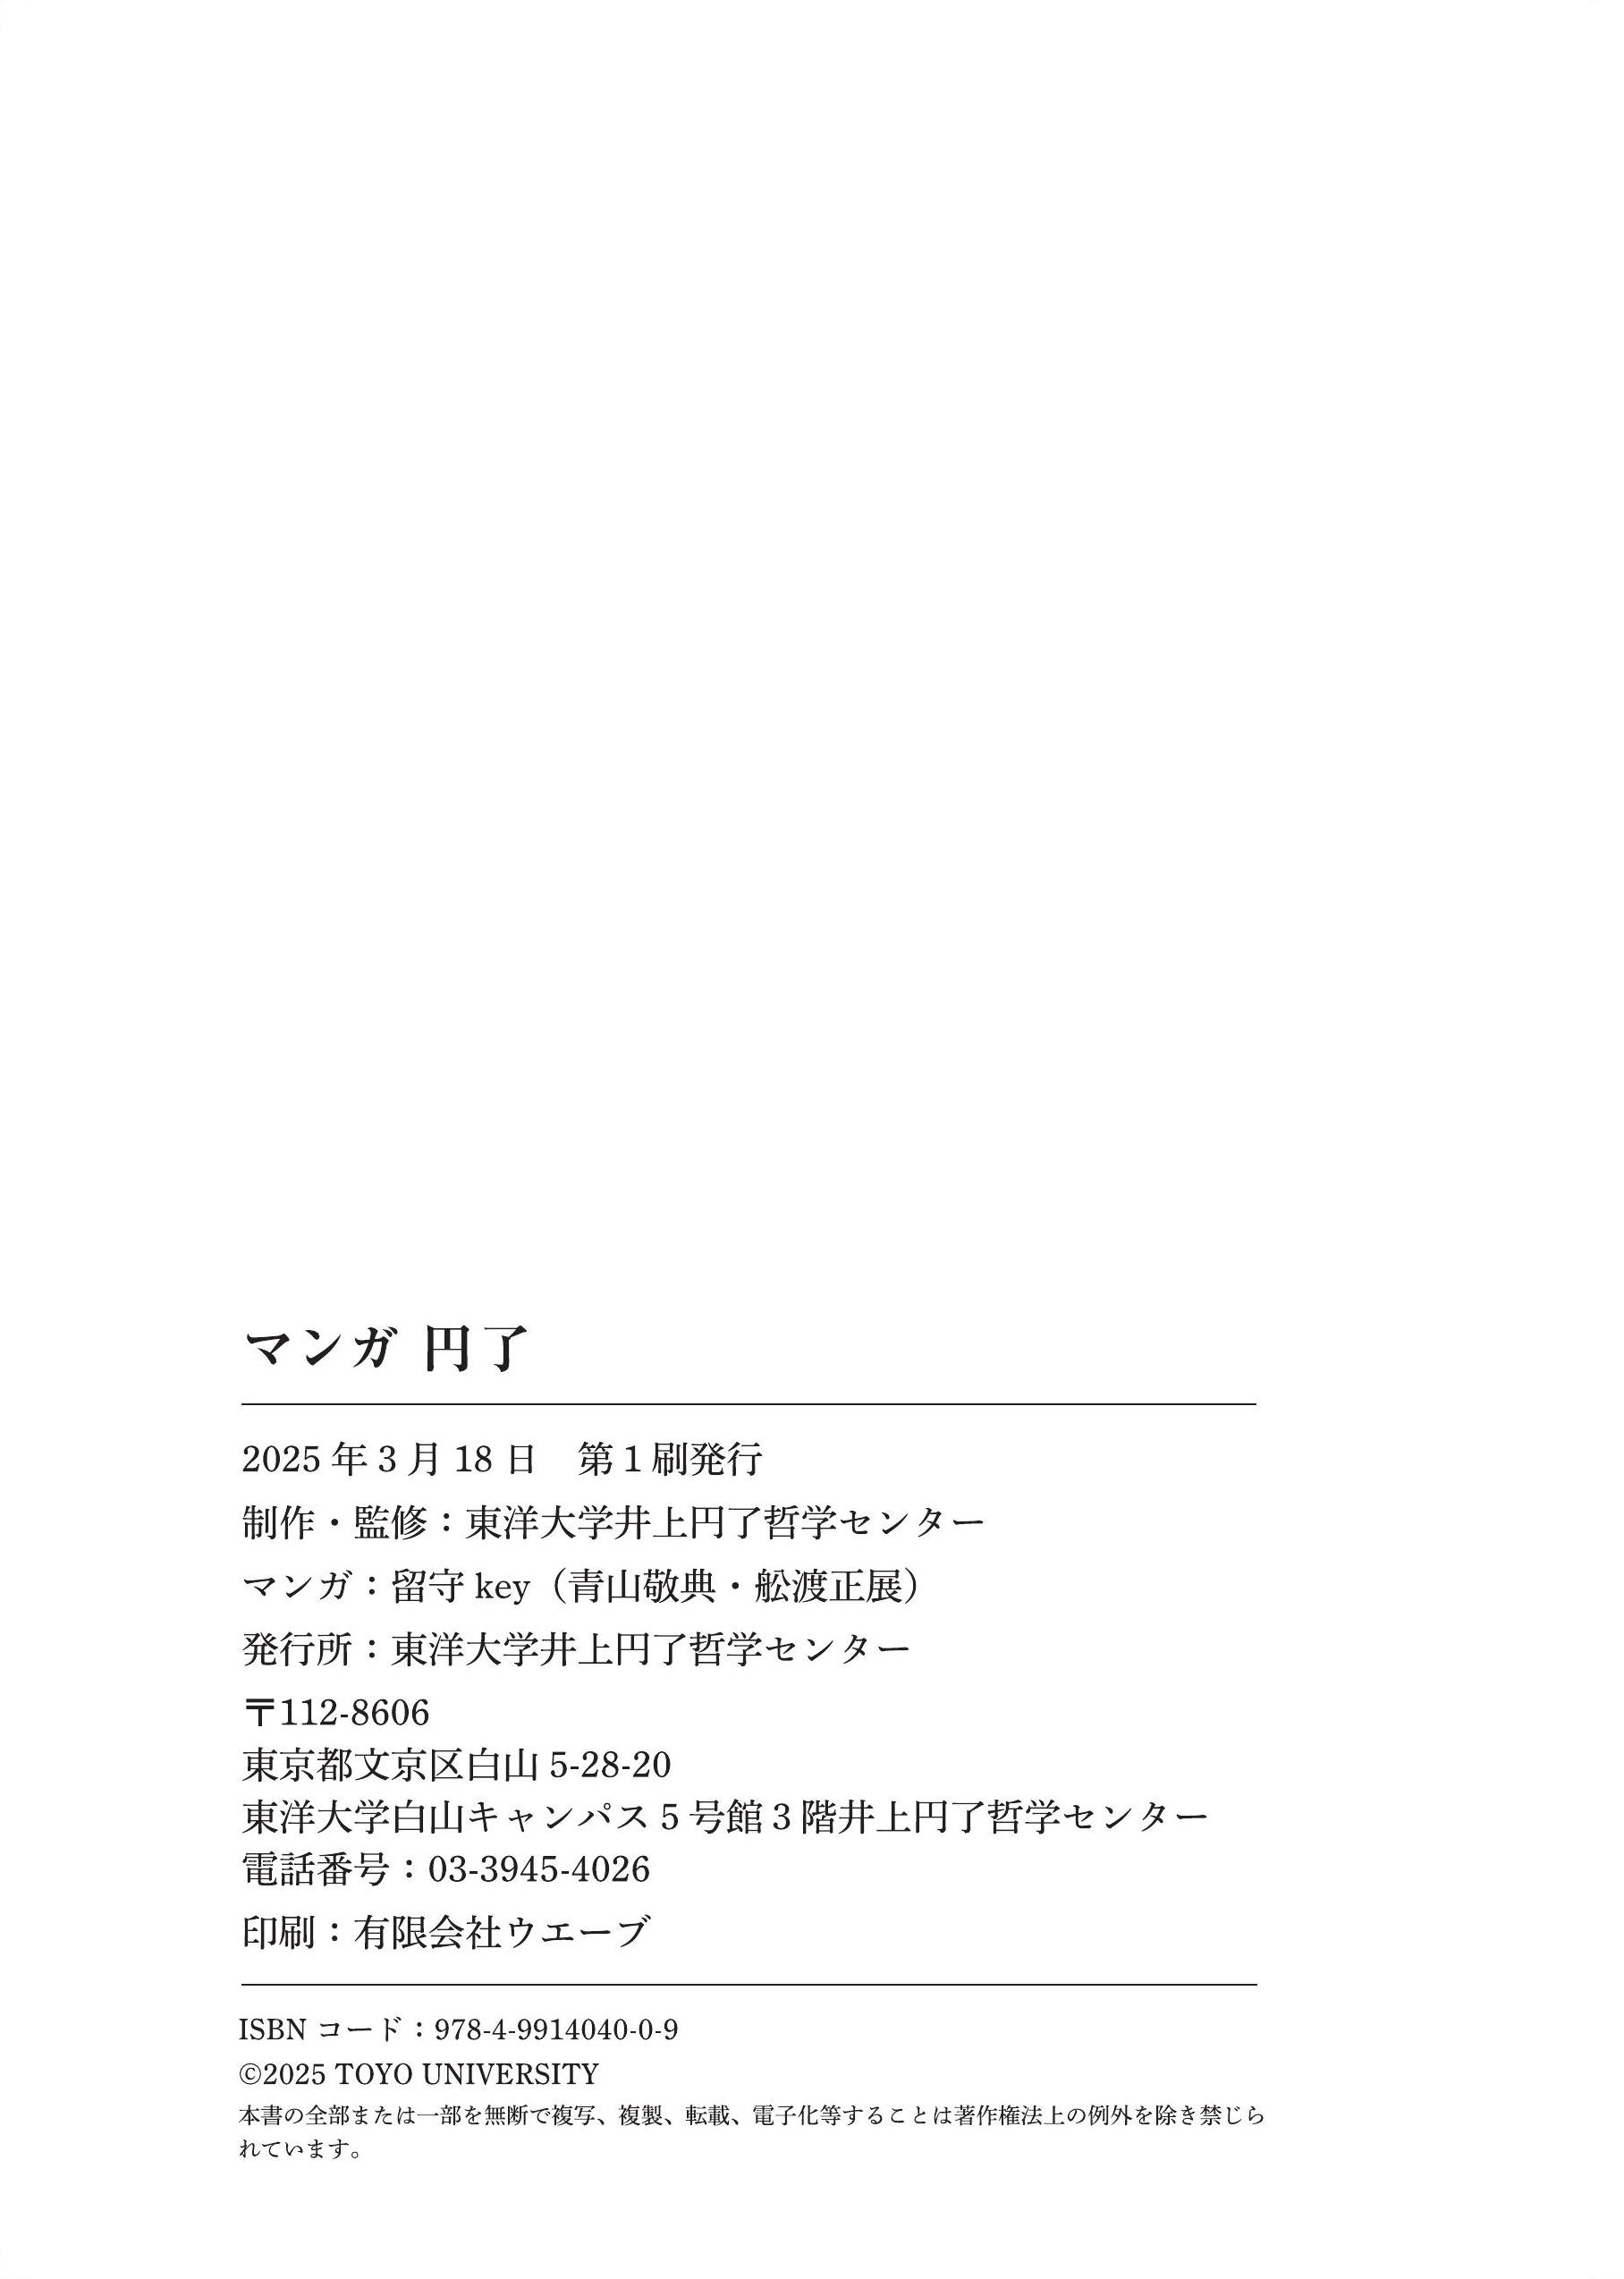 マンガ 円了
2025 年 3 月 18 日　第 1 刷発行
制作・監修：東洋大学井上円了哲学センター
マンガ：留守 key（青山敬典・舩渡正展）
発行所：東洋大学井上円了哲学センター
〒112-8606
東京都文京区白山 5-28-20
東洋大学白山キャンパス 5 号館 3 階井上円了哲学センター
電話番号：03-3945-4026
印刷：有限会社ウエーブ
ISBN コード：978-4-9914040-0-9
©2025 TOYO UNIVERSITY
本書の全部または一部を無断で複写、複製、転載、電子化等することは著作権法上の例外を除き禁じら
れています。